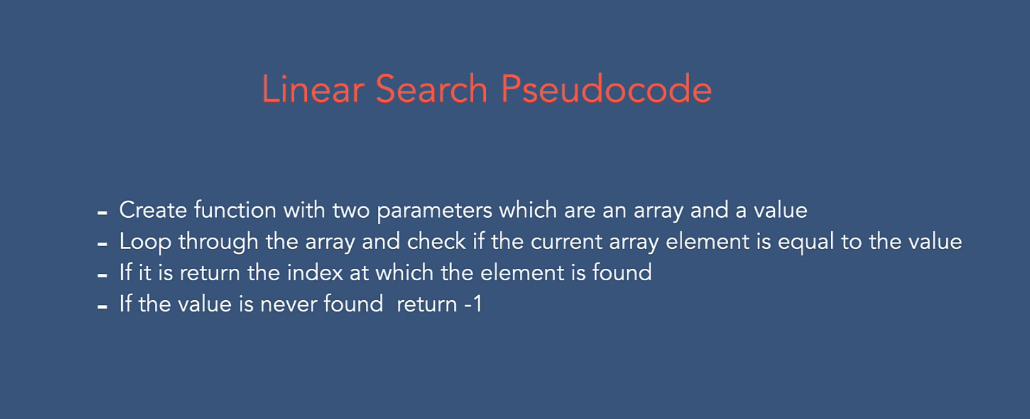 Linear Search Pseudocode
- Create function with two parameters which are an array and a value
- Loop through the array and check if the current array element is equal to the value
- If it is return the index at which the element is found
- If the value is never found  return -1